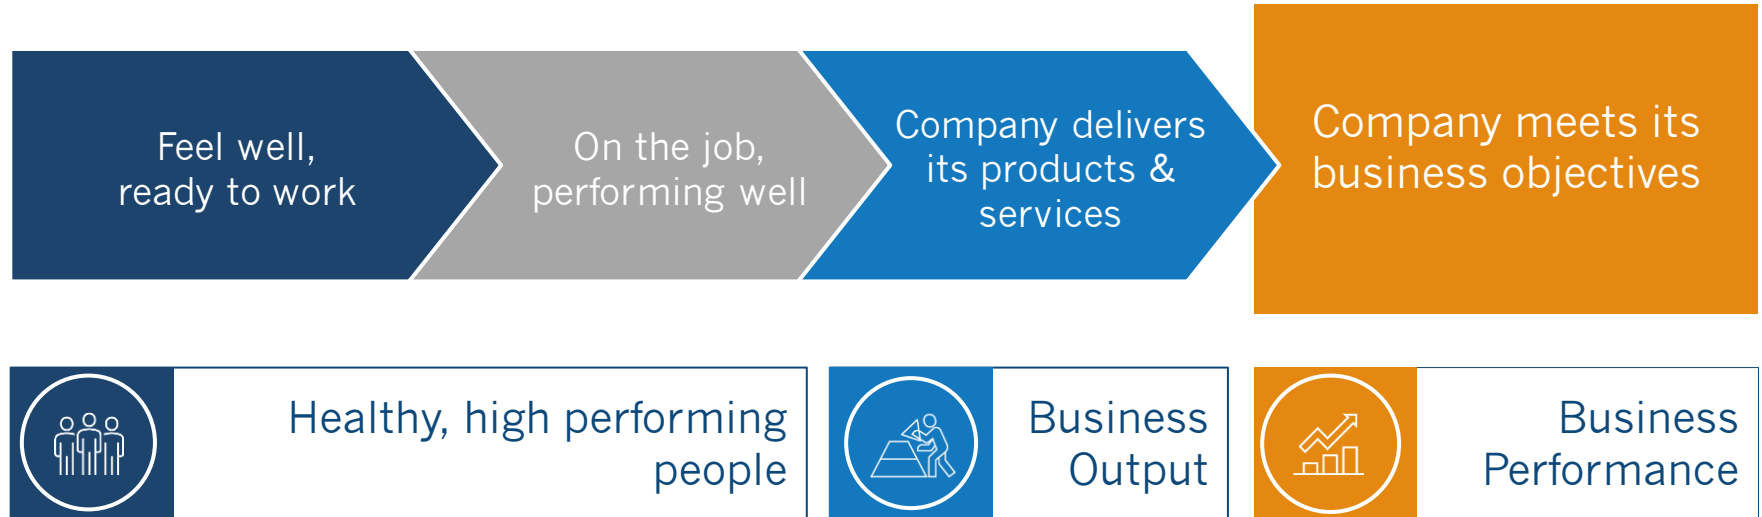 Feel well,
ready to work
On the job,
performing well
Company delivers
its products &
services
Company meets its
business objectives
Healthy, high performing
people
Business
Output
Business
Performance